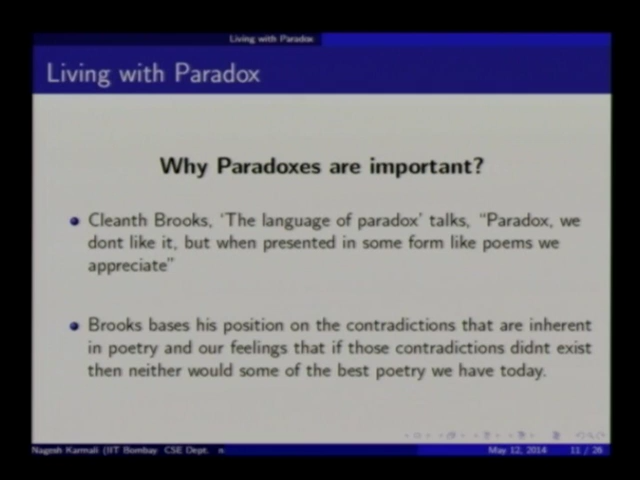 Living with Paradox
Living with Paradox
Why Paradoxes are important?
Cleanth Brooks, ‘The language of paradox’ talks, “Paradox, we
dont like it, but when presented in some form like poems we
appreciate”
Brooks bases his position on the contradictions that are inherent
in poetry and our feelings that if those contradictions didnt exist
then neither would some of the best poetry we have today.
Nagesh Karmali (IIT Bombay CSE Dept. n
May 12, 2014
11 / 26